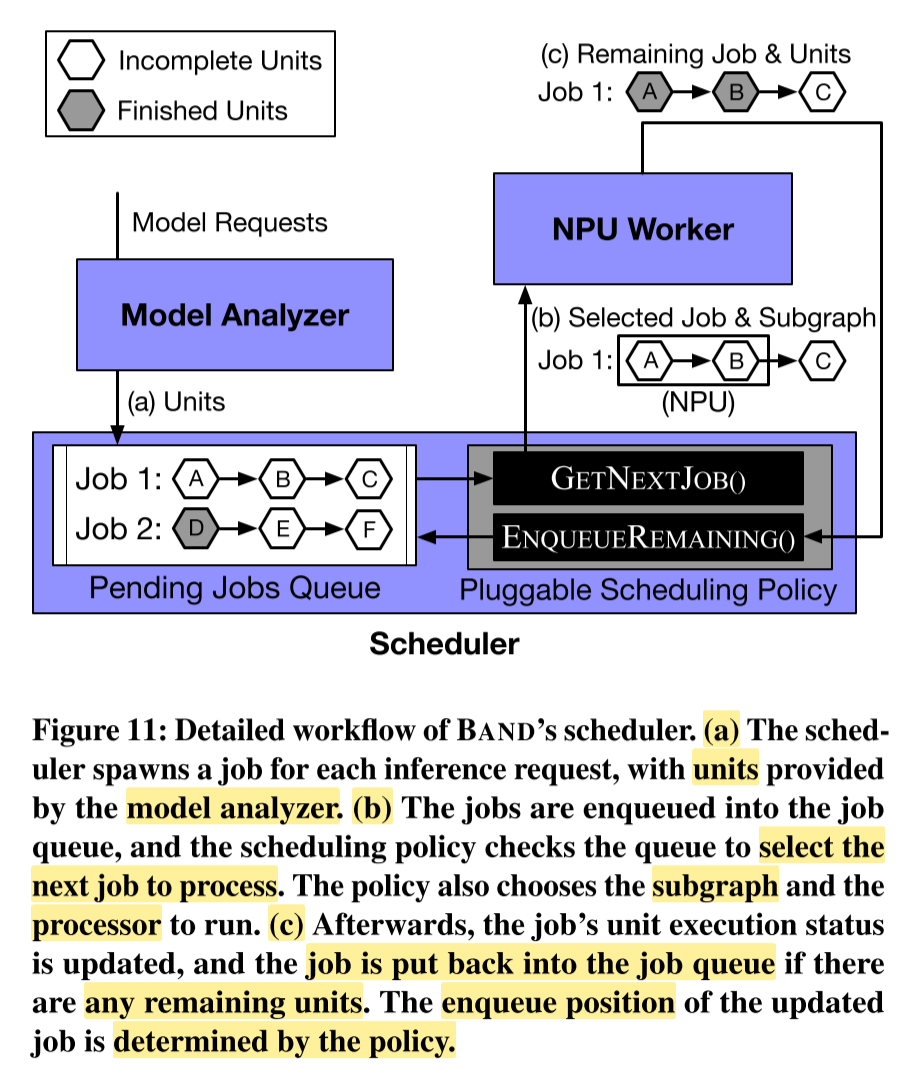 Incomplete Units
Finished Units
(c) Remaining Job & Units
Job 1: A B C
Model Requests
NPU Worker
Model Analyzer
(b) Selected Job & Subgraph
Job 1: A B C
(NPU)
(a) Units
Job 1: A B C
Job 2: D E F
Pending Jobs Queue
GETNEXTJOB()
ENQUEUEREMAINING()
Pluggable Scheduling Policy
Scheduler
Figure 11: Detailed workflow of BAND's scheduler. (a) The sched-
uler spawns a job for each inference request, with units provided
by the model analyzer. (b) The jobs are enqueued into the job
queue, and the scheduling policy checks the queue to select the
next job to process. The policy also chooses the subgraph and the
processor to run. (c) Afterwards, the job's unit execution status
is updated, and the job is put back into the job queue if there
are any remaining units. The enqueue position of the updated
job is determined by the policy.